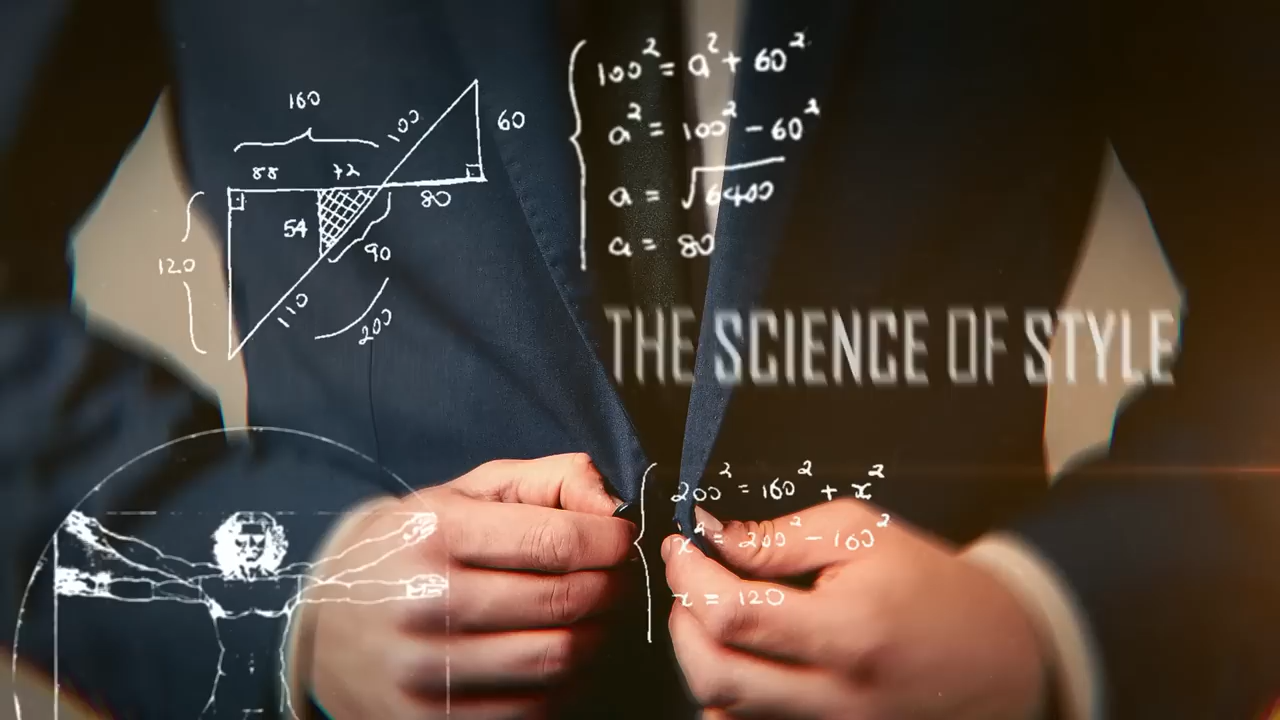 160
100
60
88 72
80
54
90
120
110
200
100² = a² + 60²
a² = 100² - 60²
a = √6400
a = 80
THE SCIENCE OF STYLE
200² = 160² + x²
x² = 200² - 160²
x = 120